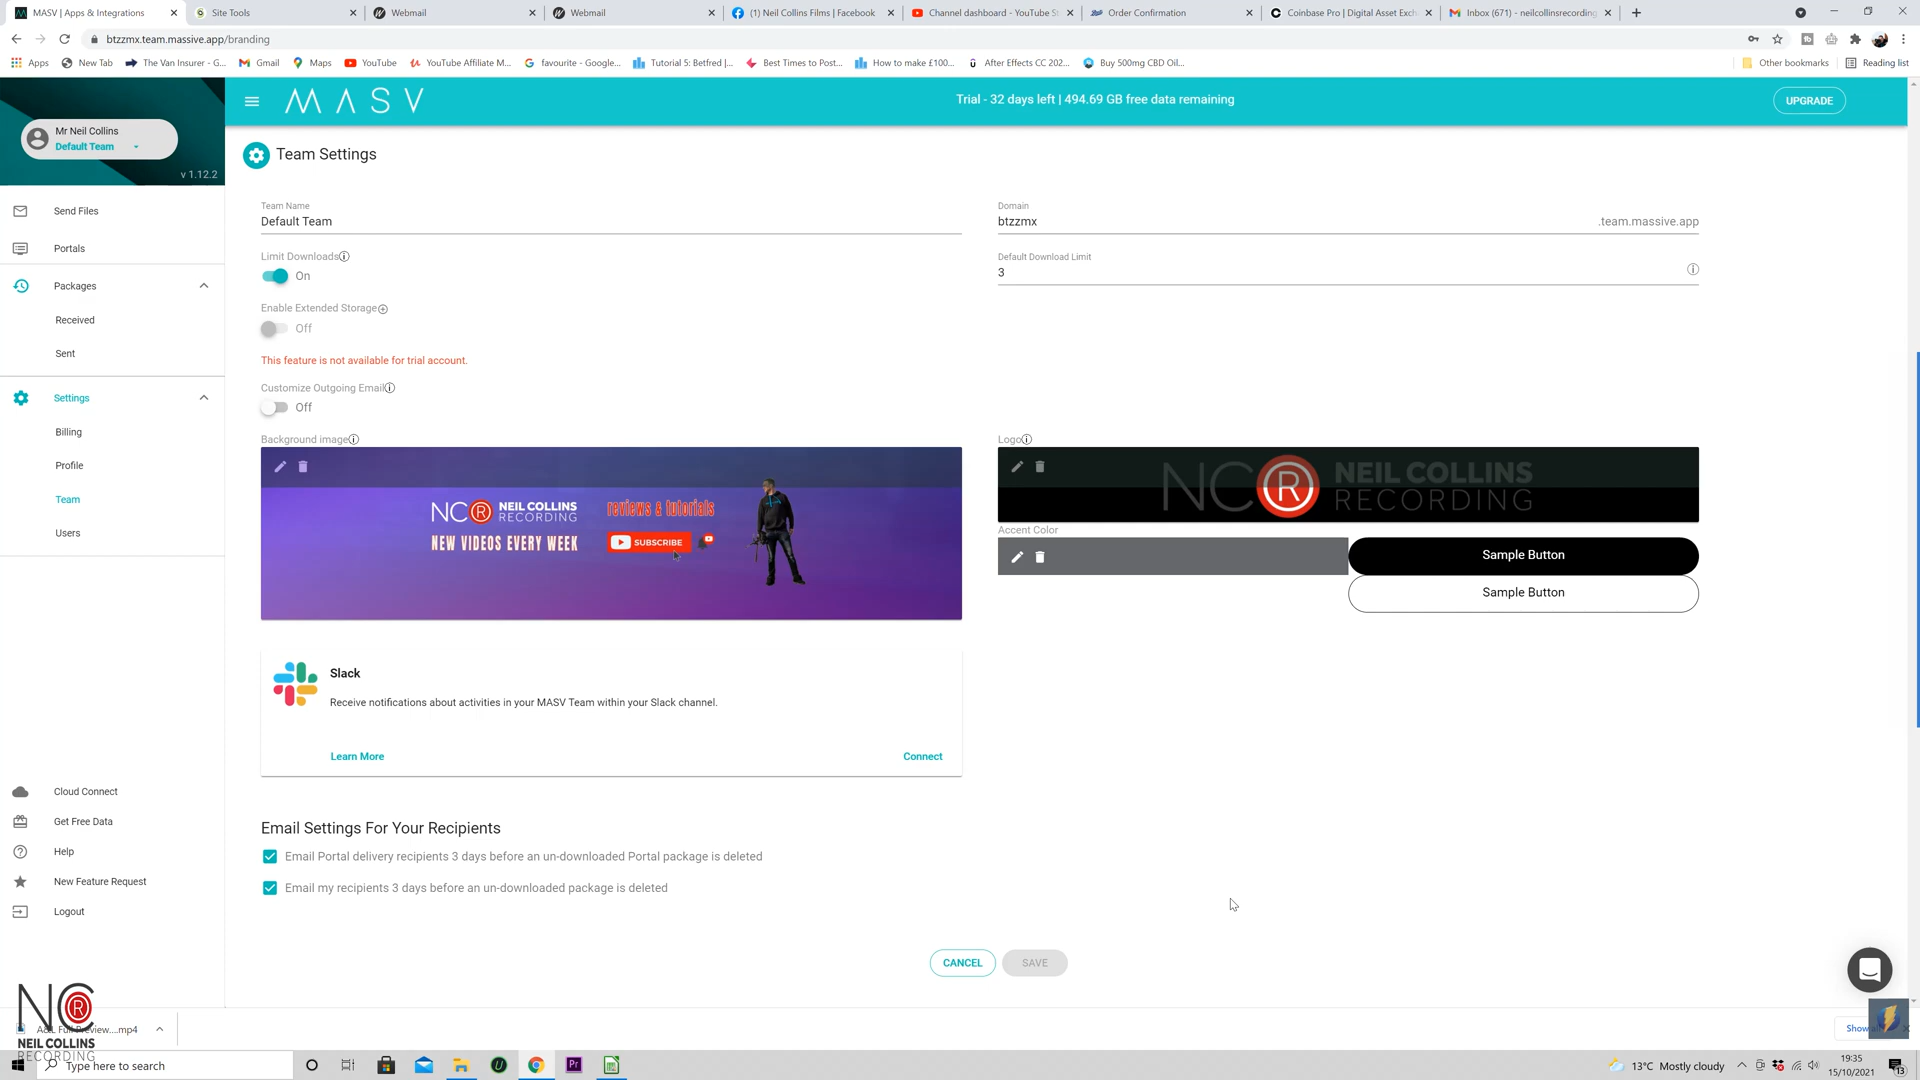 MASV | Apps & Integrations
Site Tools
Webmail
Webmail
(1) Neil Collins Films | Facebook
Channel dashboard - YouTube St
Order Confirmation
Coinbase Pro | Digital Asset Exch
Inbox (671) - neilcollinsrecording
btzzmx.team.massive.app/branding
Apps
New Tab
The Van Insurer - G...
Gmail
Maps
YouTube
YouTube Affiliate M...
favourite - Google...
Tutorial 5: Betfred |...
Best Times to Post...
How to make £100...
After Effects CC 202...
Buy 500mg CBD Oil...
Other bookmarks
Reading list
Mr Neil Collins
Default Team
v 1.12.2
MASV
Trial - 32 days left | 494.69 GB free data remaining
UPGRADE
Send Files
Portals
Packages
Received
Sent
Settings
Billing
Profile
Team
Users
Cloud Connect
Get Free Data
Help
New Feature Request
Logout
Team Settings
Team Name
Default Team
Domain
btzzmx
.team.massive.app
Limit Downloads
On
Default Download Limit
3
Enable Extended Storage
Off
This feature is not available for trial account.
Customize Outgoing Email
Off
Background image
NC R NEIL COLLINS
RECORDING
reviews & tutorials
NEW VIDEOS EVERY WEEK
SUBSCRIBE
Logo
NC R NEIL COLLINS
RECORDING
Accent Color
Sample Button
Sample Button
Slack
Receive notifications about activities in your MASV Team within your Slack channel.
Learn More
Connect
Email Settings For Your Recipients
Email Portal delivery recipients 3 days before an un-downloaded Portal package is deleted
Email my recipients 3 days before an un-downloaded package is deleted
CANCEL
SAVE
NC R
NEIL COLLINS
RECORDING
Type here to search
Pr
13°C Mostly cloudy
19:35
15/10/2021
13